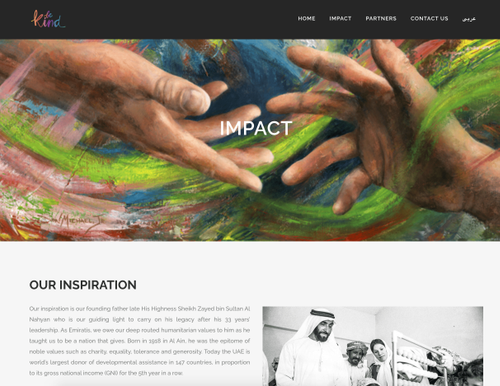 be
Kind
HOME IMPACT PARTNERS CONTACT US عربي
IMPACT
OUR INSPIRATION
Our inspiration is our founding father late His Highness Sheikh Zayed bin Sultan Al
Nahyan who is our guiding light to carry on his legacy after his 33 years'
leadership. As Emiratis, we owe our deep routed humanitarian values to him as he
taught us to be a nation that gives. Born in 1918 in Al Ain, he was the epitome of
noble values such as charity, equality, tolerance and generosity. Today the UAE is
world's largest donor of developmental assistance in 147 countries, in proportion
to its gross national income (GNI) for the 5th year in a row.